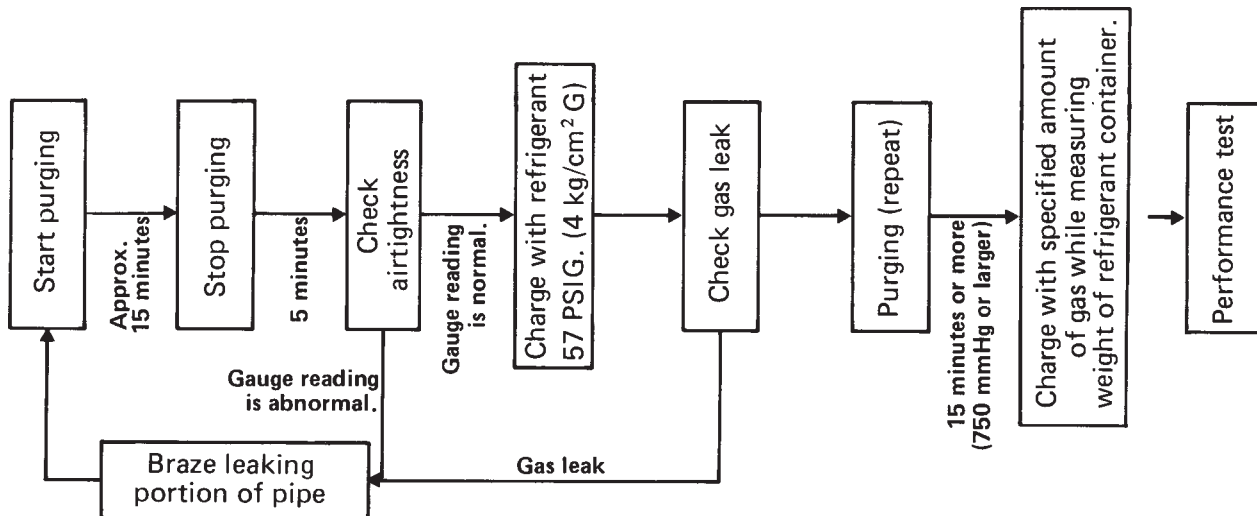 Start purging
Approx.
15 minutes
Stop purging
5 minutes
Check
airtightness
Gauge reading
is abnormal.
Braze leaking
portion of pipe
Gauge reading
is normal.
Charge with refrigerant
57 PSIG. (4 kg/cm² G)
Check gas leak
Gas leak
Purging (repeat)
15 minutes or more
(750 mmHg or larger)
Charge with specified amount
of gas while measuring
weight of refrigerant container.
Performance test